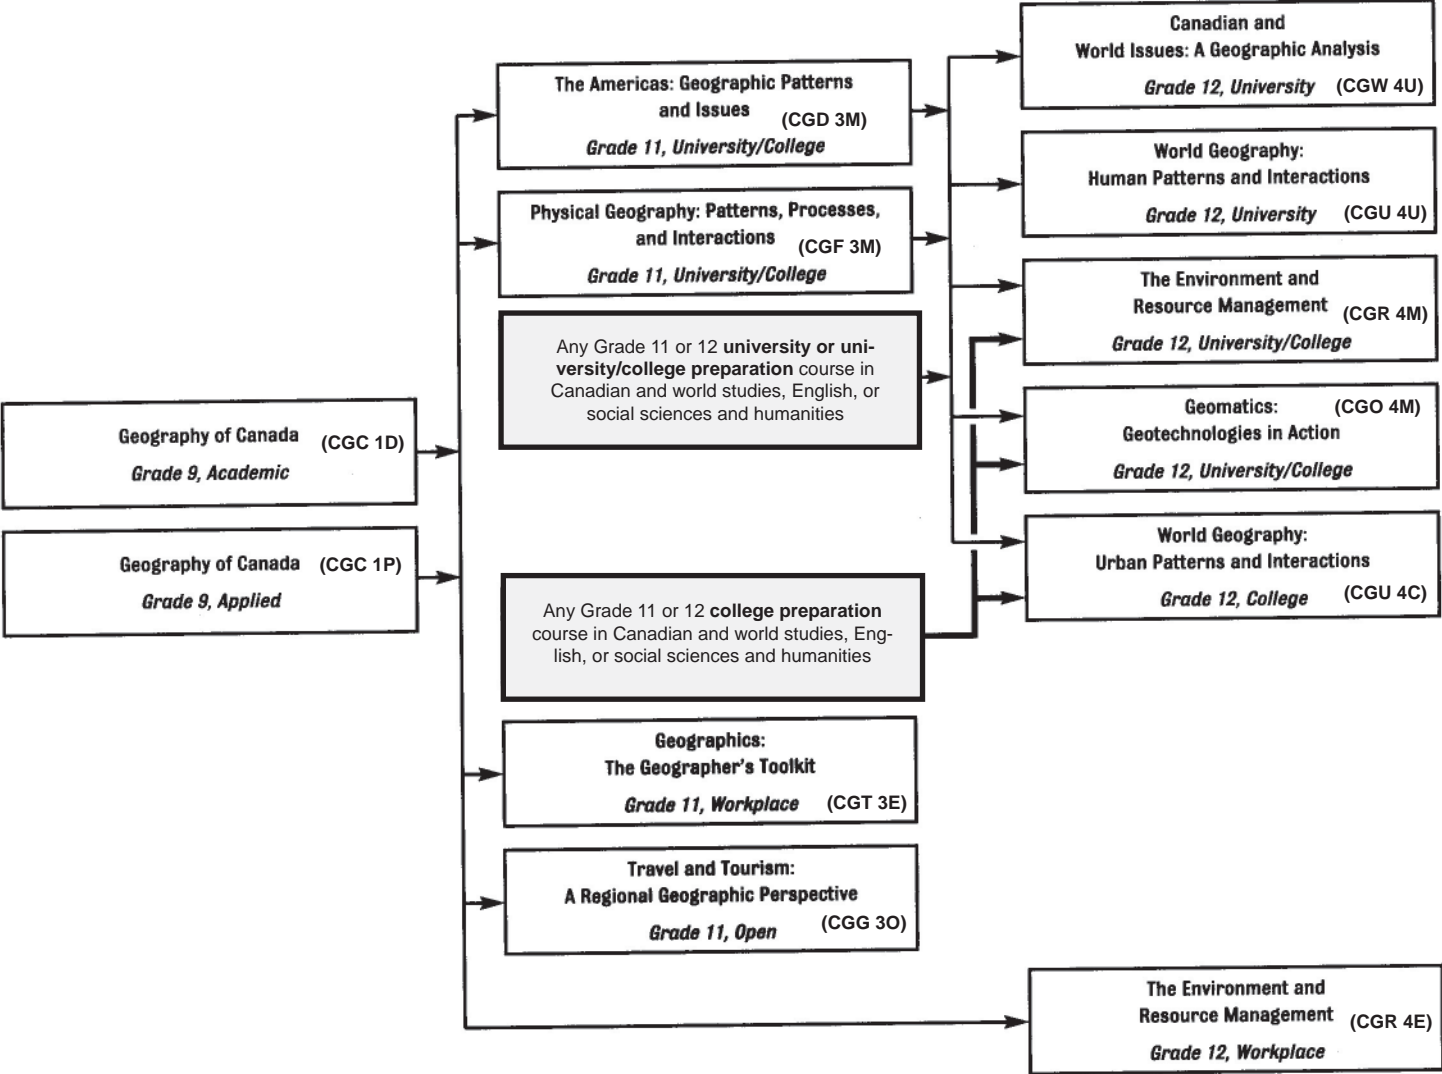 Geography of Canada (CGC 1D)
Grade 9, Academic
Geography of Canada (CGC 1P)
Grade 9, Applied
The Americas: Geographic Patterns
and Issues (CGD 3M)
Grade 11, University/College
Physical Geography: Patterns, Processes,
and Interactions (CGF 3M)
Grade 11, University/College
Any Grade 11 or 12 university or uni-
versity/college preparation course in
Canadian and world studies, English, or
social sciences and humanities
Any Grade 11 or 12 college preparation
course in Canadian and world studies, Eng-
lish, or social sciences and humanities
Geographics:
The Geographer's Toolkit
Grade 11, Workplace (CGT 3E)
Travel and Tourism:
A Regional Geographic Perspective
Grade 11, Open (CGG 3O)
Canadian and
World Issues: A Geographic Analysis
Grade 12, University (CGW 4U)
World Geography:
Human Patterns and Interactions
Grade 12, University (CGU 4U)
The Environment and
Resource Management (CGR 4M)
Grade 12, University/College
Geomatics: (CGO 4M)
Geotechnologies in Action
Grade 12, University/College
World Geography:
Urban Patterns and Interactions
Grade 12, College (CGU 4C)
The Environment and
Resource Management (CGR 4E)
Grade 12, Workplace